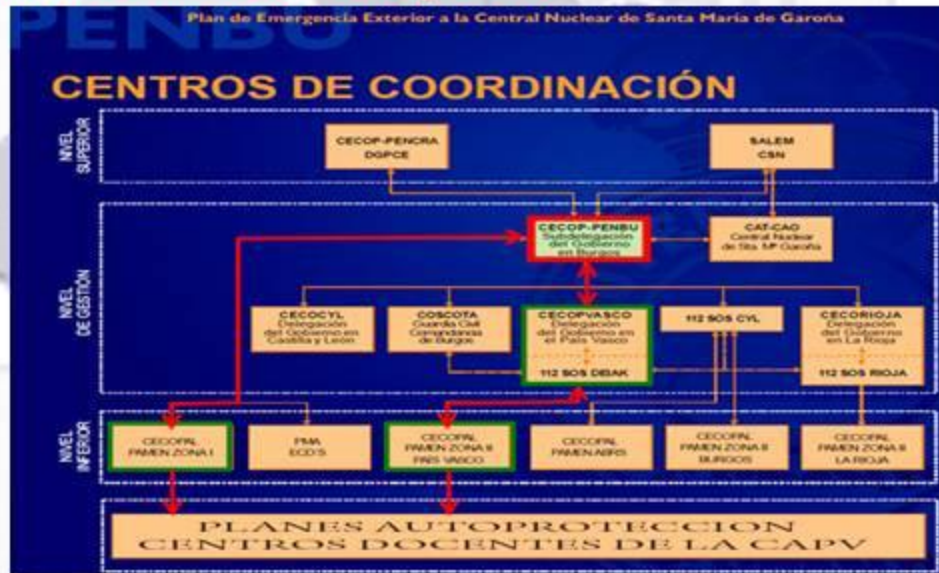 Plan de Emergencia Exterior a la Central Nuclear de Santa María de Garoña
PENBU
CENTROS DE COORDINACIÓN
NIVEL
SUPERIOR
CECOP-PENCRA
DGPCE
SALEM
CSN
NIVEL
DE GESTIÓN
CECOP-PENBU
Subdelegación
del Gobierno
en Burgos
CAT-CAO
Central Nuclear
de Sta. Mª Garoña
CECOCYL
Delegación
del Gobierno en
Castilla y León
COSCOTA
Guardia Civil
Comandancia
de Burgos
CECOPVASCO
Delegación
del Gobierno en
el País Vasco
112 SOS DEIAK
112 SOS CYL
CECORIOJA
Delegación
del Gobierno
en La Rioja
112 SOS RIOJA
NIVEL
INFERIOR
CECOPAL
PAMEN ZONA I
PMA
ECD'S
CECOPAL
PAMEN ZONA II
PAÍS VASCO
CECOPAL
PAMEN ABRS
CECOPAL
PAMEN ZONA II
BURGOS
CECOPAL
PAMEN ZONA II
LA RIOJA
PLANES AUTOPROTECCION
CENTROS DOCENTES DE LA CAPV